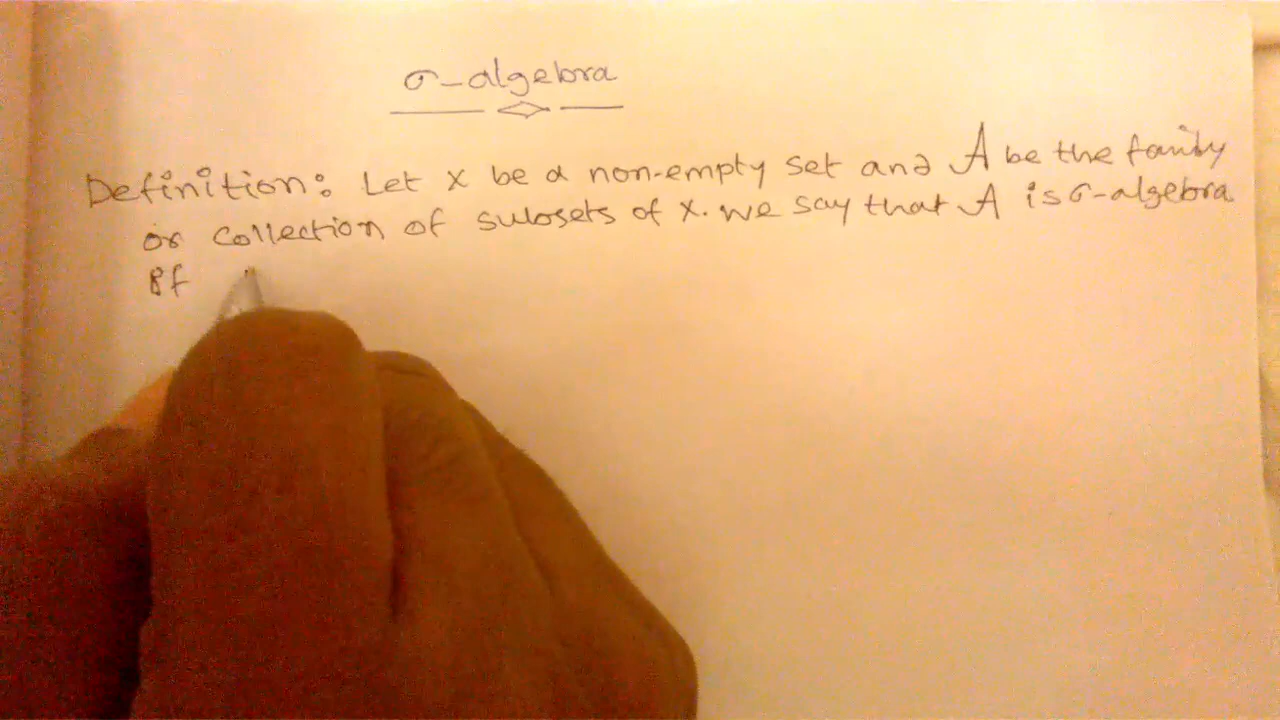 σ-algebra
Definition: Let X be a non-empty set and A be the family
or collection of subsets of X. we say that A is σ-algebra
if